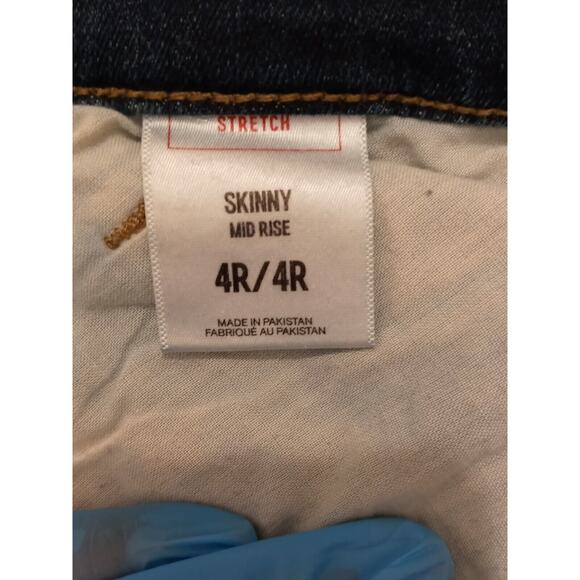 STRETCH
SKINNY
MID RISE
4R/4R
MADE IN PAKISTAN
FABRIQUÉ AU PAKISTAN